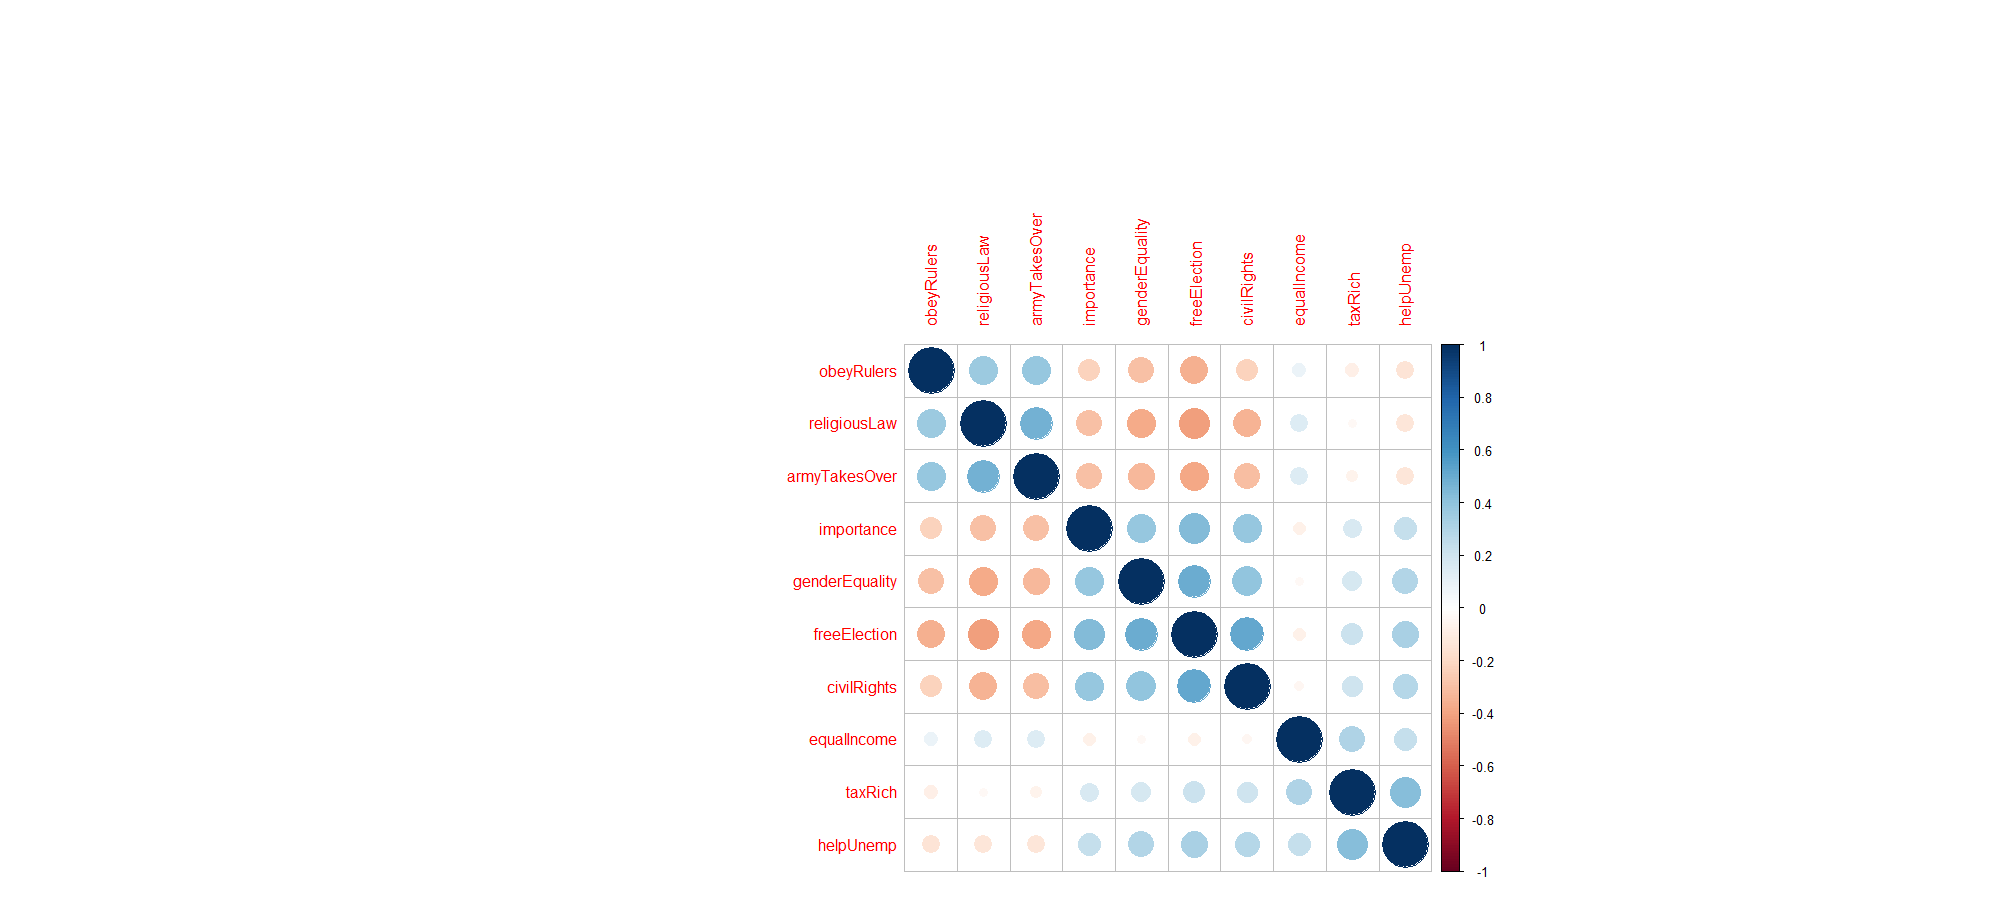 obeyRulers
religiousLaw
armyTakesOver
importance
genderEquality
freeElection
civilRights
equalIncome
taxRich
helpUnemp
obeyRulers
religiousLaw
armyTakesOver
importance
genderEquality
freeElection
civilRights
equalIncome
taxRich
helpUnemp
1
0.8
0.6
0.4
0.2
0
-0.2
-0.4
-0.6
-0.8
-1